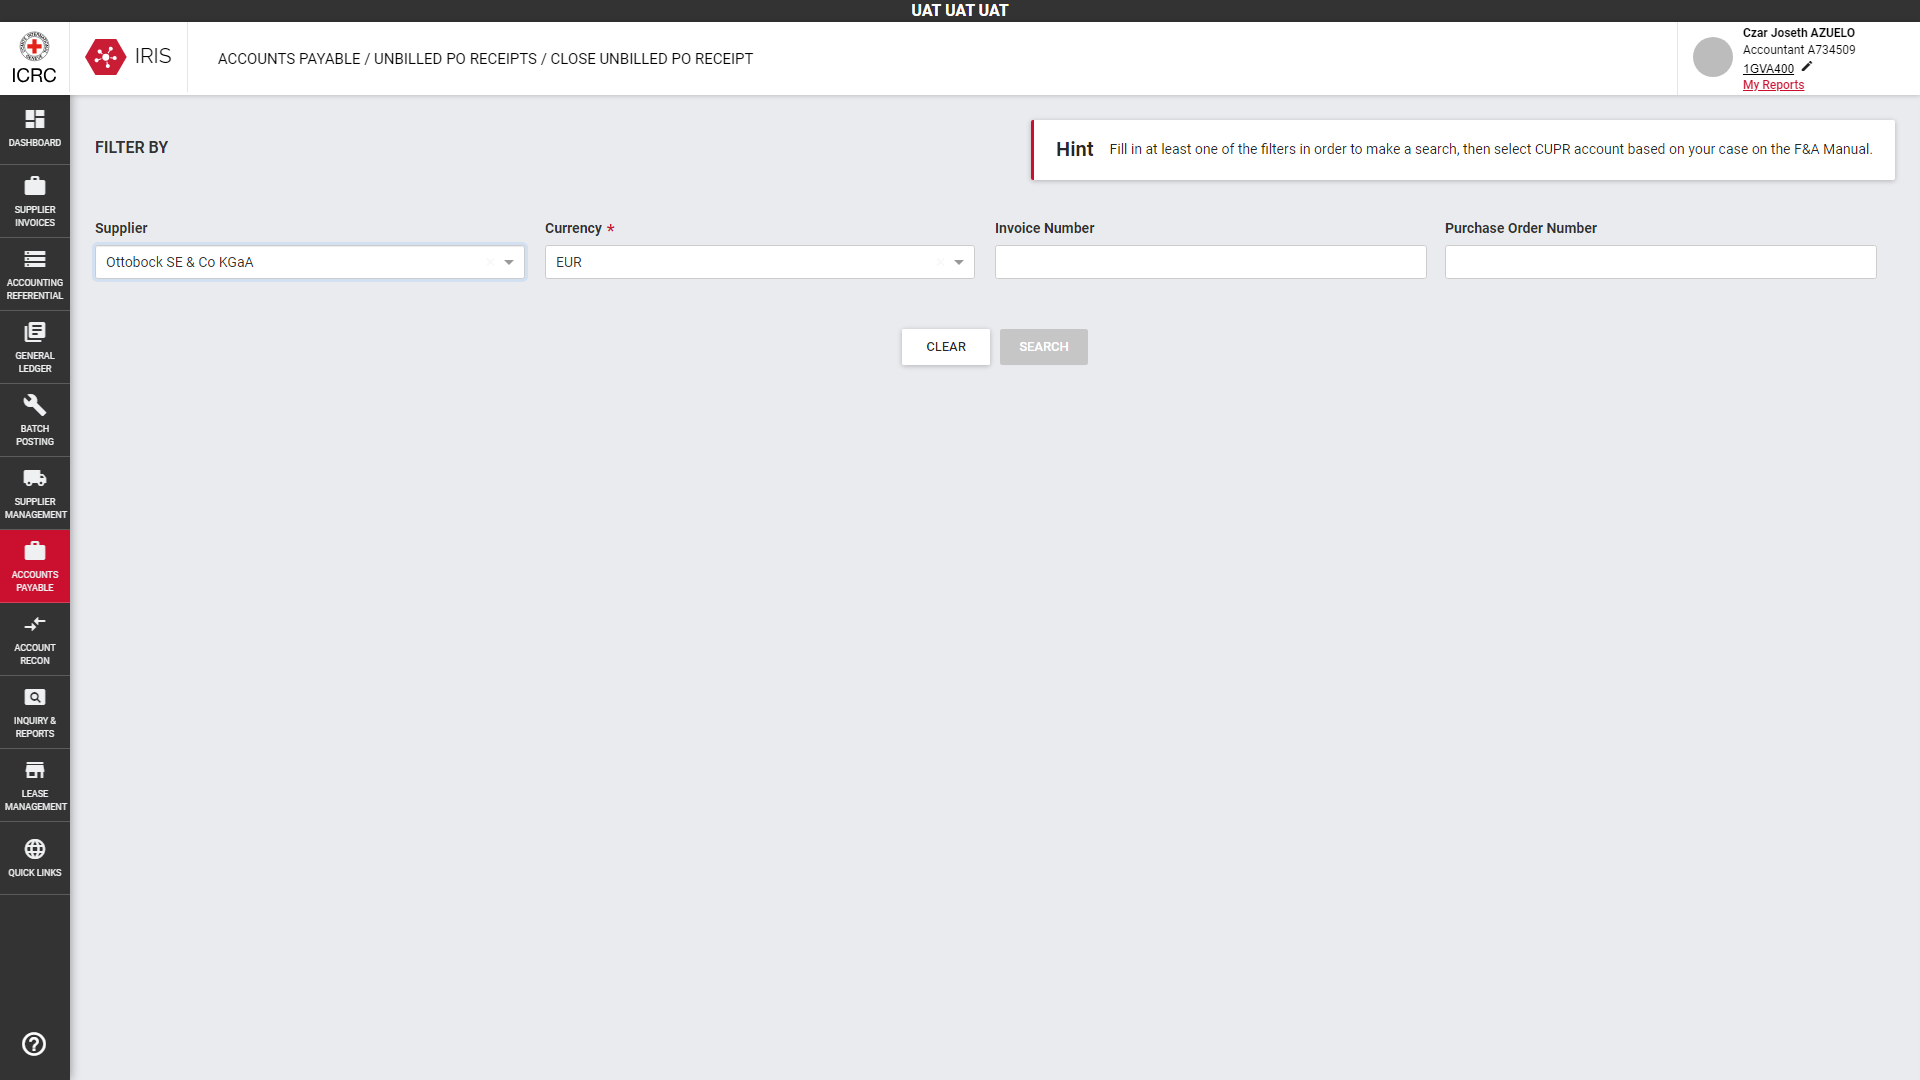 UAT UAT UAT
ICRC
IRIS
ACCOUNTS PAYABLE / UNBILLED PO RECEIPTS / CLOSE UNBILLED PO RECEIPT
Czar Joseth AZUELO
Accountant A734509
1GVA400
My Reports
DASHBOARD
SUPPLIER
INVOICES
ACCOUNTING
REFERENTIAL
GENERAL
LEDGER
BATCH
POSTING
SUPPLIER
MANAGEMENT
ACCOUNTS
PAYABLE
ACCOUNT
RECON
INQUIRY &
REPORTS
LEASE
MANAGEMENT
QUICK LINKS
FILTER BY
Hint Fill in at least one of the filters in order to make a search, then select CUPR account based on your case on the F&A Manual.
Supplier
Ottobock SE & Co KGaA
Currency *
EUR
Invoice Number
Purchase Order Number
CLEAR
SEARCH